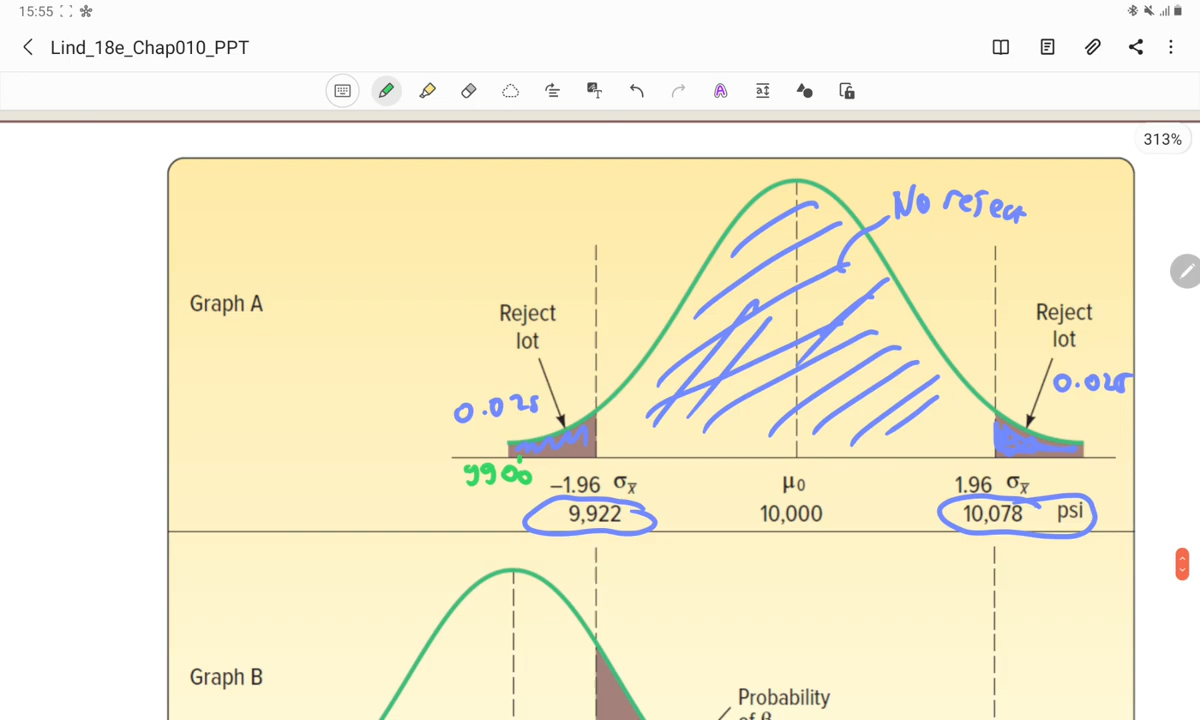 15:55
Lind_18e_Chap010_PPT
313%
No reject
Graph A
Reject
lot
Reject
lot
0.025
0.025
9900
–1.96 σx̅
μ0
1.96 σx̅
9,922
10,000
10,078 psi
Graph B
Probability
of β